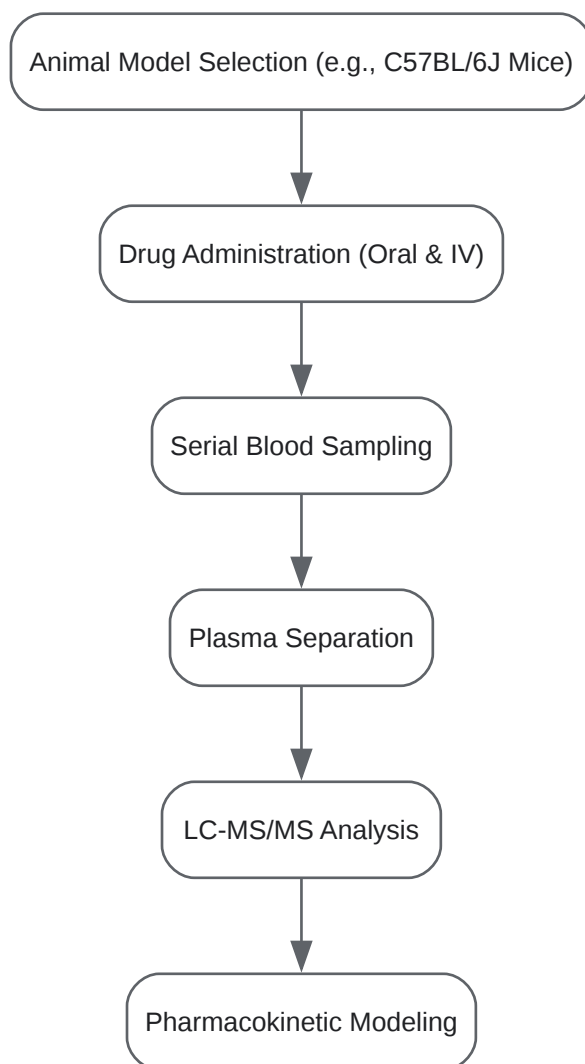 Animal Model Selection (e.g., C57BL/6J Mice)
Drug Administration (Oral & IV)
Serial Blood Sampling
Plasma Separation
LC-MS/MS Analysis
Pharmacokinetic Modeling